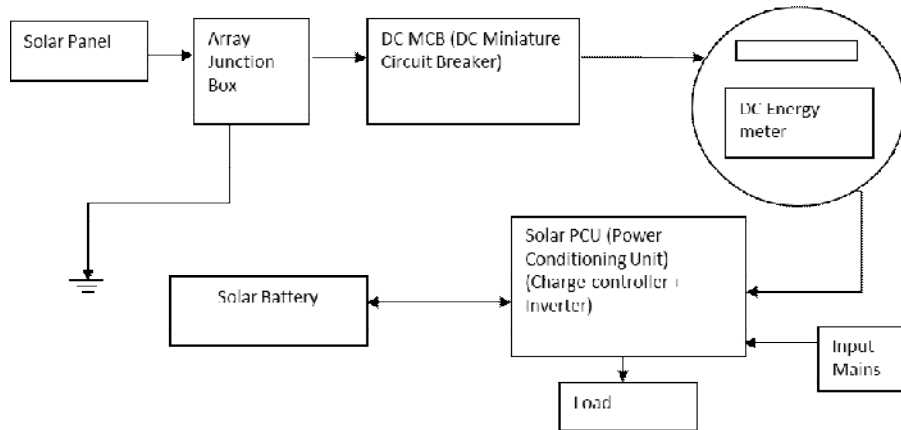 Solar Panel
Array
Junction
Box
DC MCB (DC Miniature
Circuit Breaker)
DC Energy
meter
Solar PCU (Power
Conditioning Unit)
(Charge controller +
Inverter)
Solar Battery
Input
Mains
Load